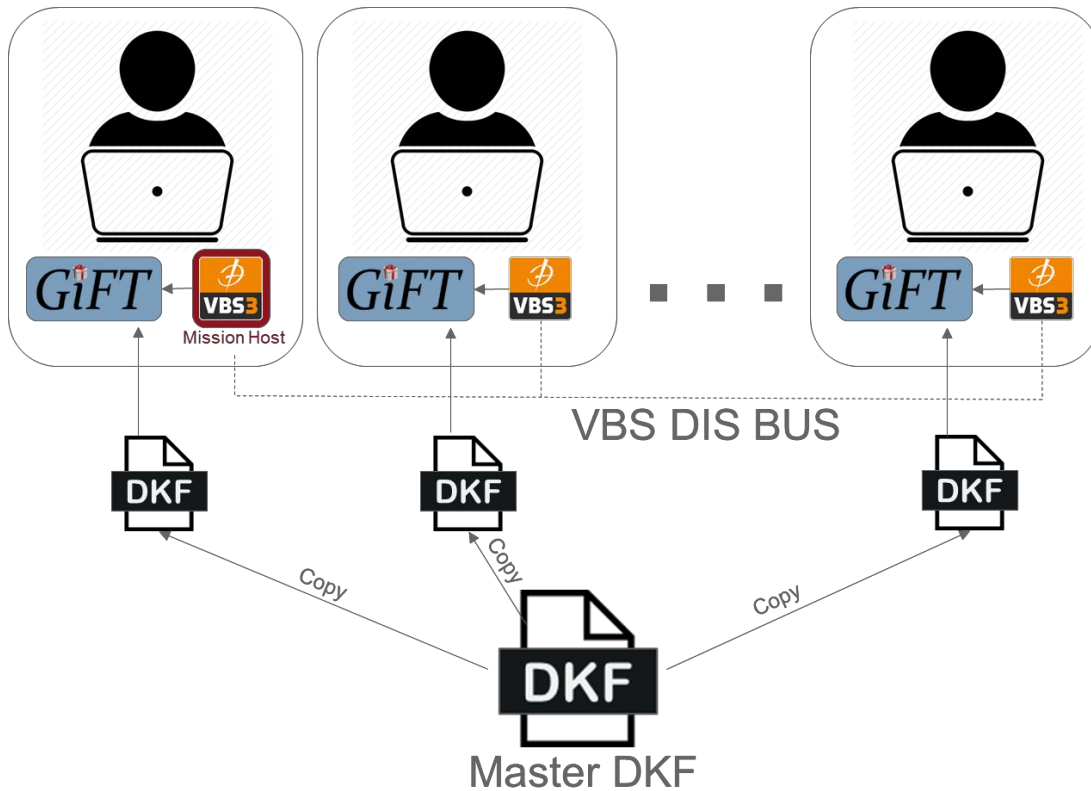 GiFT
VBS3
Mission Host
GiFT
VBS3
GiFT
VBS3
VBS DIS BUS
DKF
DKF
DKF
Copy
Copy
Copy
DKF
Master DKF